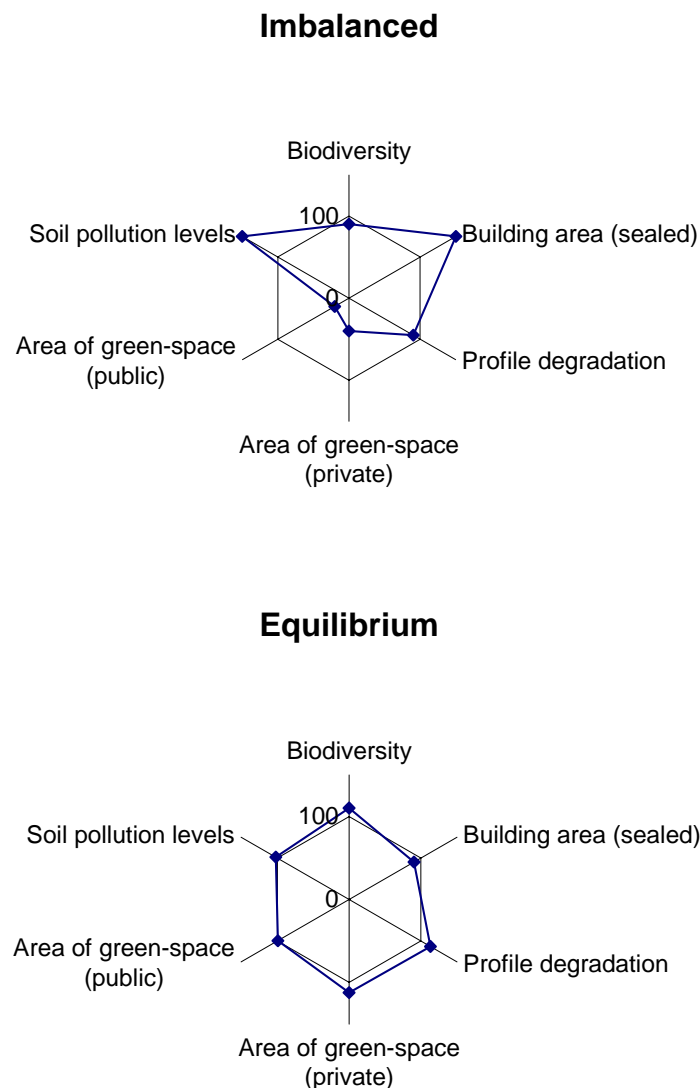 Imbalanced
Biodiversity
100
Soil pollution levels
Building area (sealed)
0
Area of green-space
(public)
Profile degradation
Area of green-space
(private)
Equilibrium
Biodiversity
100
Soil pollution levels
Building area (sealed)
0
Area of green-space
(public)
Profile degradation
Area of green-space
(private)